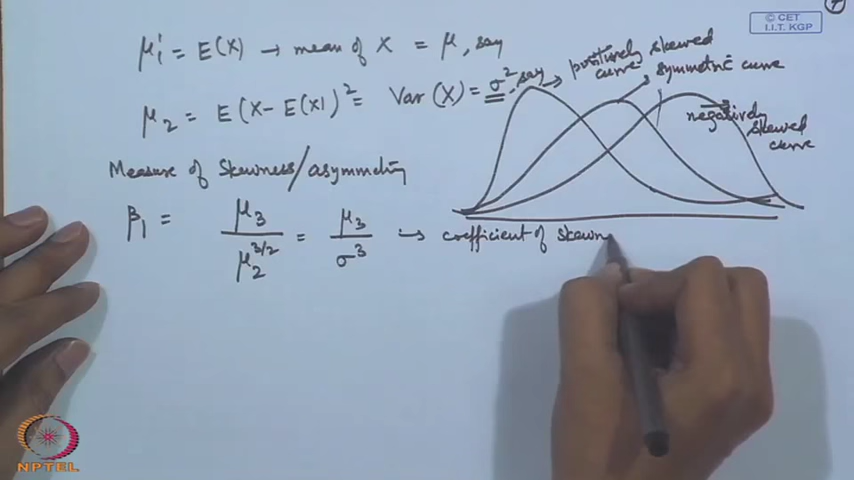 μ₁' = E(X) → mean of X = μ, say
μ₂ = E(X - E(X))² = Var(X) = σ², say
positively skewed
curve
symmetric curve
negatively
skewed
curve
Measure of Skewness/asymmetry
β₁ = μ₃ / μ₂^{3/2} = μ₃ / σ³ → coefficient of skewn
© CET
I.I.T. KGP
NPTEL